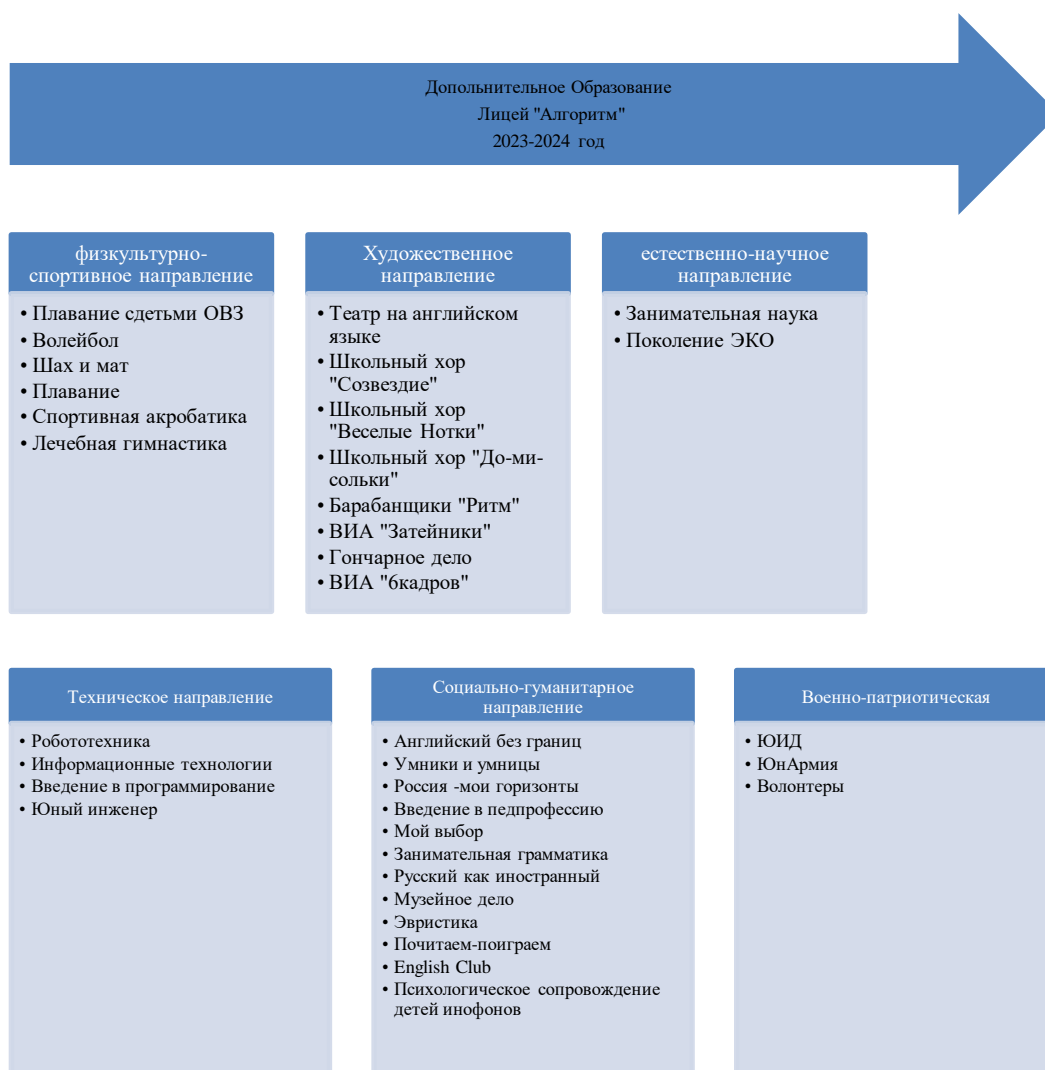 Допольнительное Образование
Лицей "Алгоритм"
2023-2024 год
физкультурно-
спортивное направление
• Плавание сдетьми ОВЗ
• Волейбол
• Шах и мат
• Плавание
• Спортивная акробатика
• Лечебная гимнастика
Художественное
направление
• Театр на английском
языке
• Школьный хор
"Созвездие"
• Школьный хор
"Веселые Нотки"
• Школьный хор "До-ми-
сольки"
• Барабанщики "Ритм"
• ВИА "Затейники"
• Гончарное дело
• ВИА "6кадров"
естественно-научное
направление
• Занимательная наука
• Поколение ЭКО
Техническое направление
• Робототехника
• Информационные технологии
• Введение в программирование
• Юный инженер
Социально-гуманитарное
направление
• Английский без границ
• Умники и умницы
• Россия -мои горизонты
• Введение в педпрофессию
• Мой выбор
• Занимательная грамматика
• Русский как иностранный
• Музейное дело
• Эвристика
• Почитаем-поиграем
• English Club
• Психологическое сопровождение
детей инофонов
Военно-патриотическая
• ЮИД
• ЮнАрмия
• Волонтеры